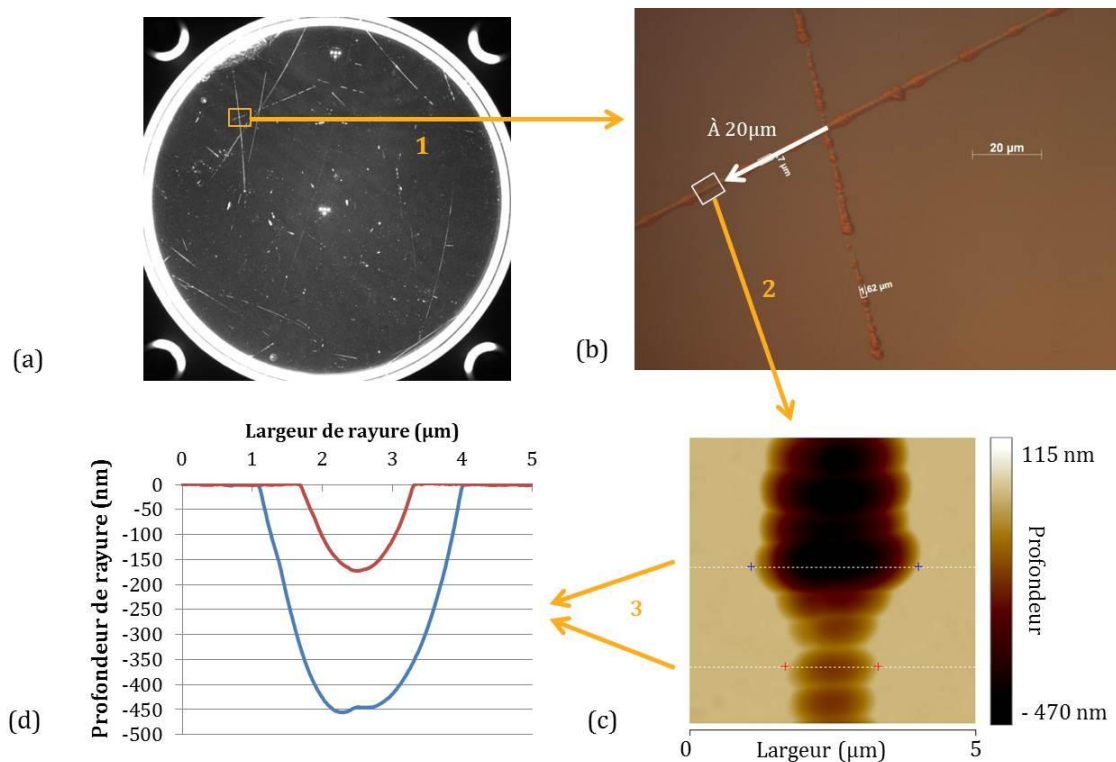 (a)
1
À 20µm
20 µm
2
62 µm
(b)
Largeur de rayure (µm)
0 1 2 3 4 5
Profondeur de rayure (nm)
0
-50
-100
-150
-200
-250
-300
-350
-400
-450
-500
(d)
3
115 nm
Profondeur
- 470 nm
(c)
0 5
Largeur (µm)